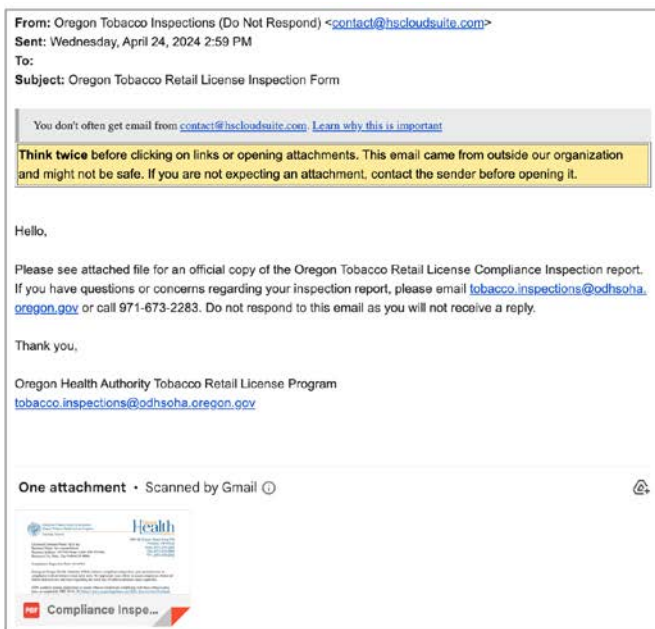 From: Oregon Tobacco Inspections (Do Not Respond) <contact@hscloudsuite.com>
Sent: Wednesday, April 24, 2024 2:59 PM
To:
Subject: Oregon Tobacco Retail License Inspection Form
You don't often get email from contact@hscloudsuite.com. Learn why this is important
Think twice before clicking on links or opening attachments. This email came from outside our organization
and might not be safe. If you are not expecting an attachment, contact the sender before opening it.
Hello,
Please see attached file for an official copy of the Oregon Tobacco Retail License Compliance Inspection report.
If you have questions or concerns regarding your inspection report, please email tobacco.inspections@odhsoha.
oregon.gov or call 971-673-2283. Do not respond to this email as you will not receive a reply.
Thank you,
Oregon Health Authority Tobacco Retail License Program
tobacco.inspections@odhsoha.oregon.gov
One attachment • Scanned by Gmail
Health
PDF Compliance Inspe...